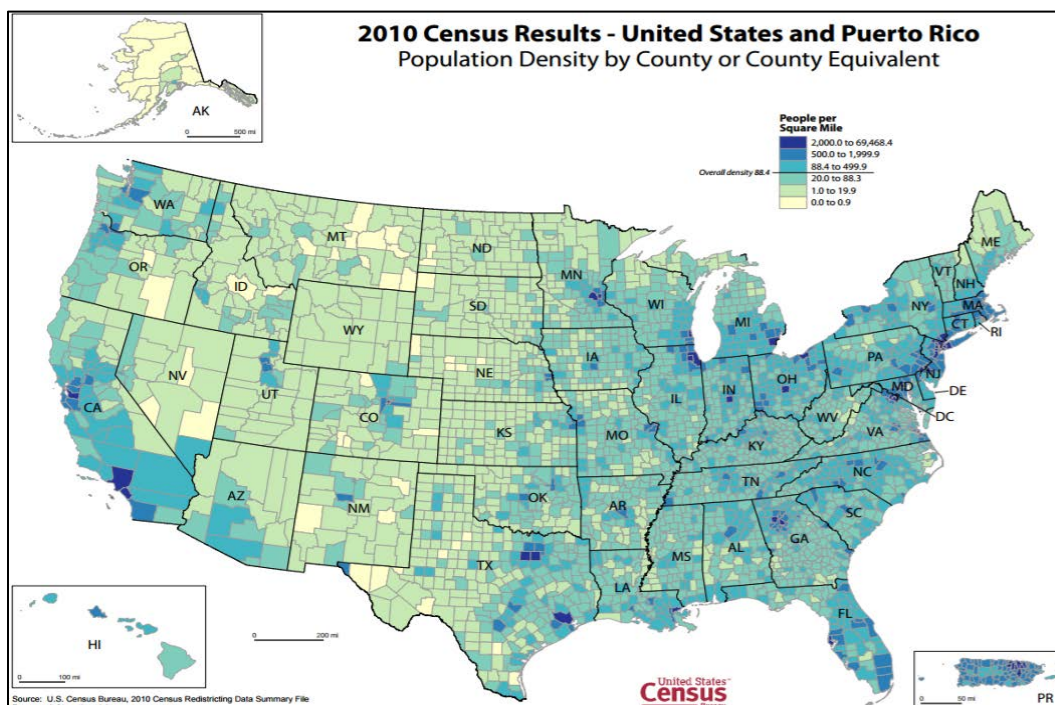 2010 Census Results - United States and Puerto Rico
Population Density by County or County Equivalent
People per
Square Mile
2,000.0 to 69,468.4
500.0 to 1,999.9
88.4 to 499.9
Overall density 88.4
20.0 to 88.3
1.0 to 19.9
0.0 to 0.9
AK
0 500 mi
WA
MT
ND
MN
ME
OR
ID
SD
WI
VT
NH
WY
MI
NY
MA
CT
RI
NV
NE
IA
PA
NJ
CA
UT
CO
IL
IN
OH
MD
DE
DC
KS
MO
WV
VA
KY
AZ
NM
OK
AR
TN
NC
SC
TX
LA
MS
AL
GA
FL
HI
0 100 mi
0 200 mi
0 50 mi
PR
United States™
Census
Source: U.S. Census Bureau, 2010 Census Redistricting Data Summary File